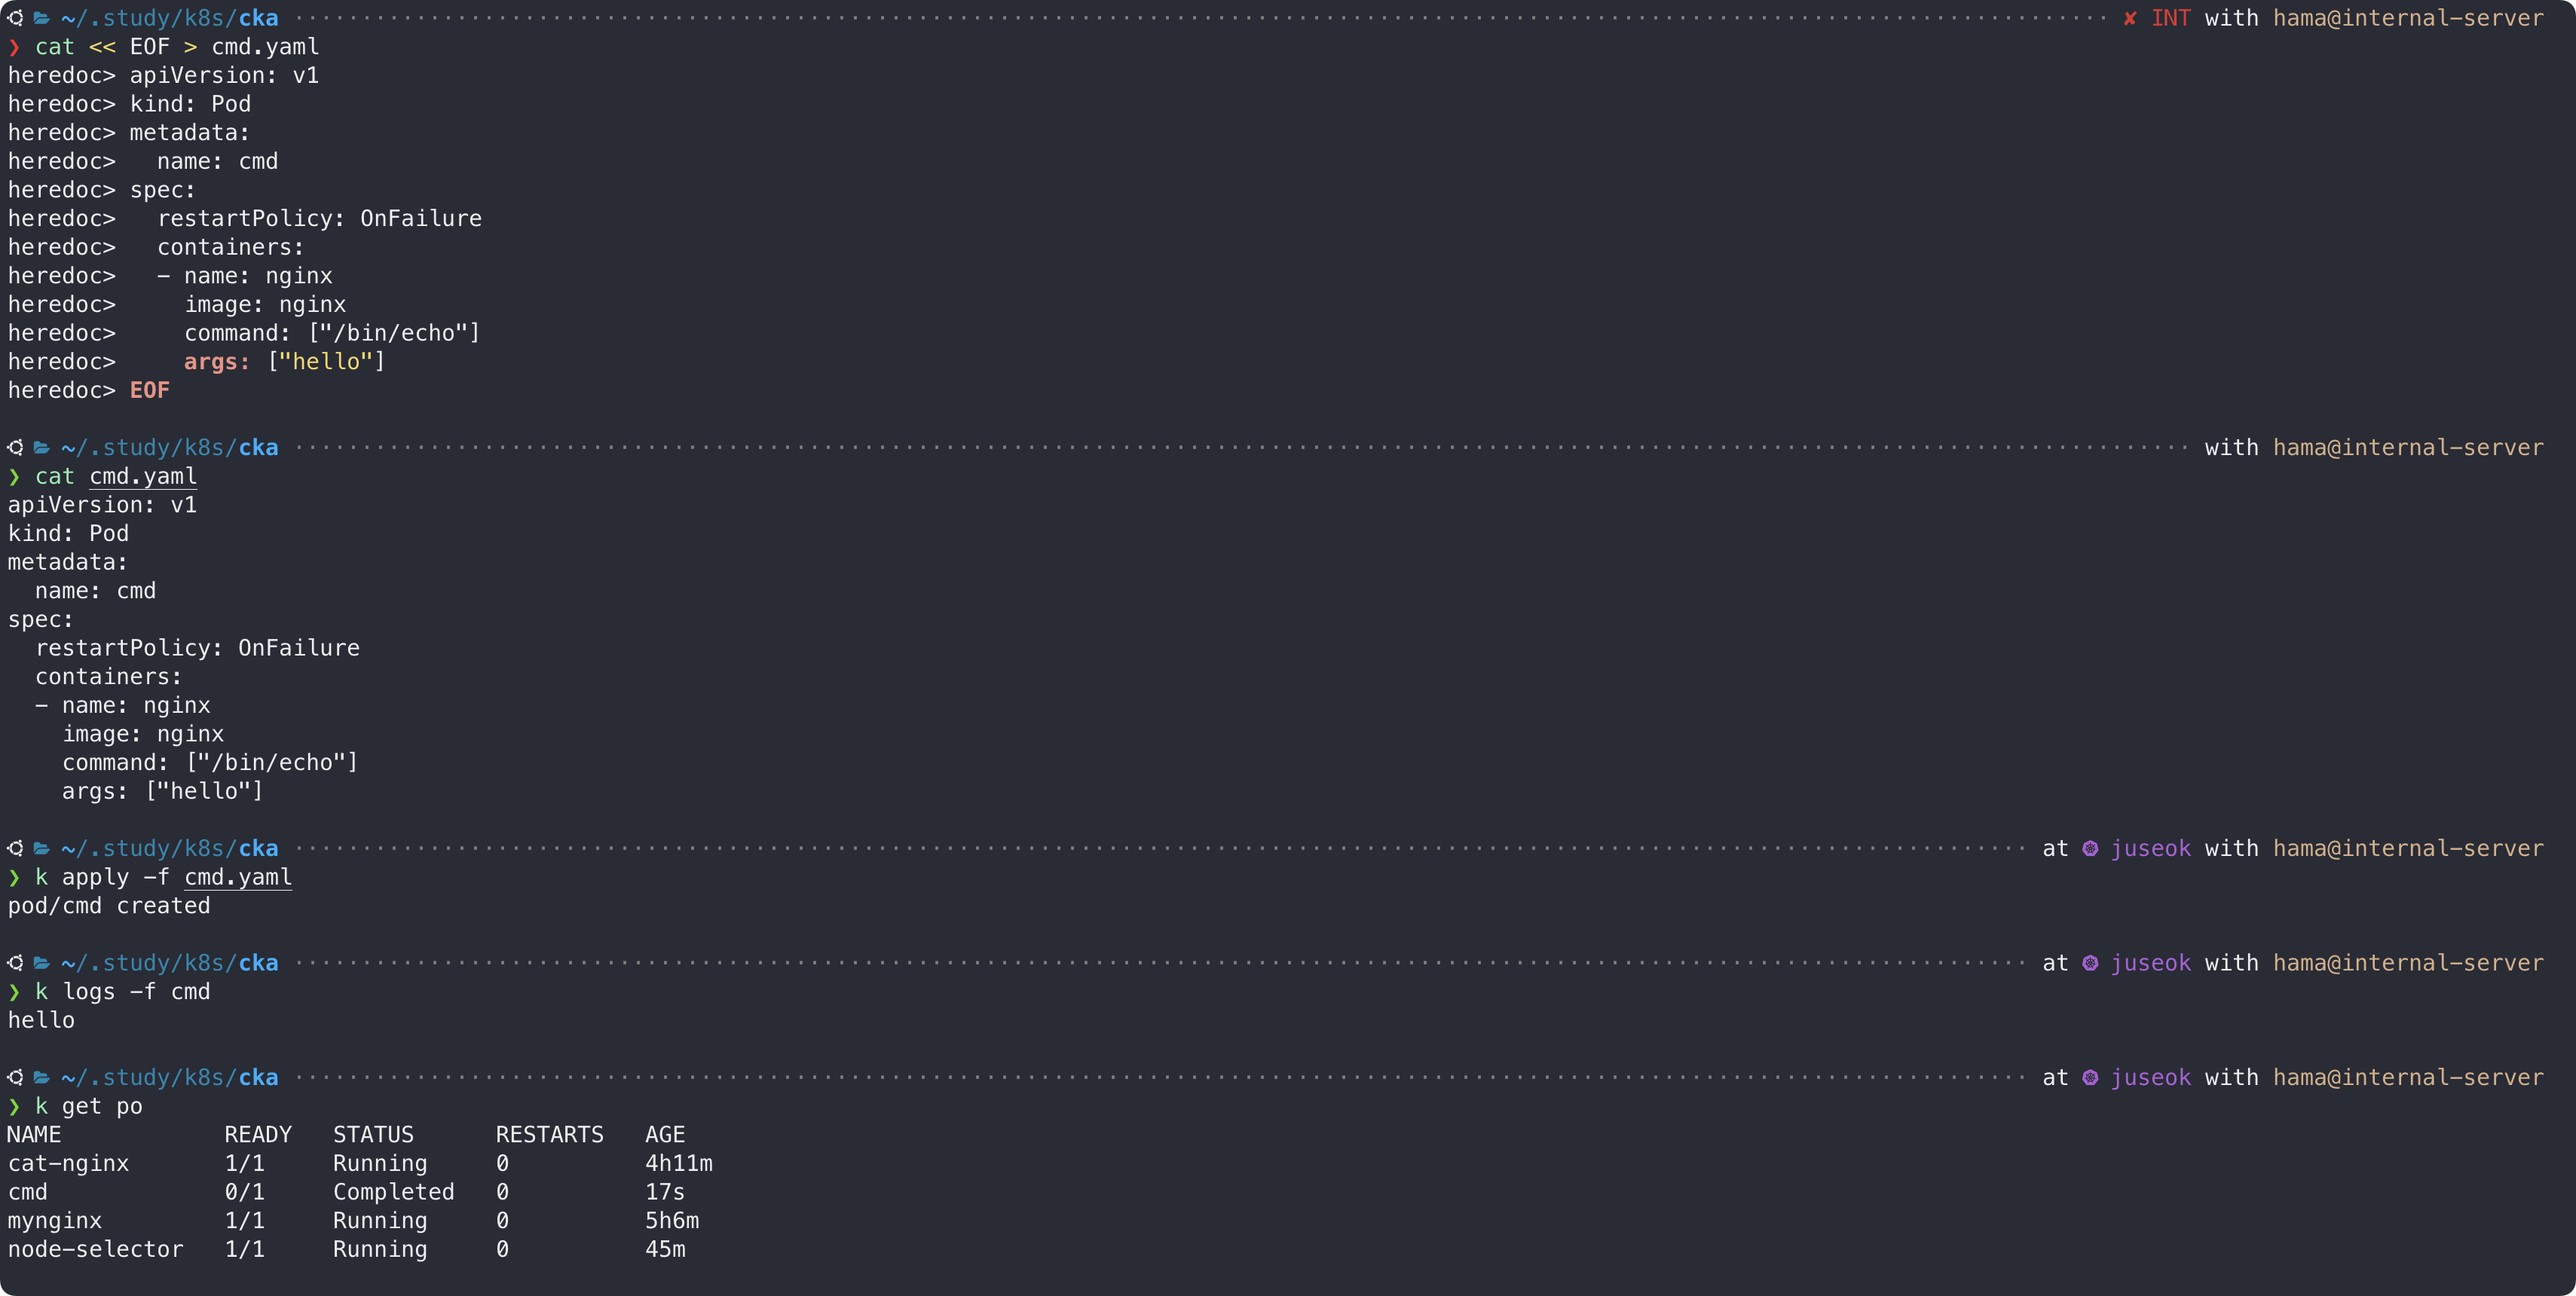 ~/.study/k8s/cka ✘ INT with hama@internal-server
❯ cat << EOF > cmd.yaml
heredoc> apiVersion: v1
heredoc> kind: Pod
heredoc> metadata:
heredoc>   name: cmd
heredoc> spec:
heredoc>   restartPolicy: OnFailure
heredoc>   containers:
heredoc>   - name: nginx
heredoc>     image: nginx
heredoc>     command: ["/bin/echo"]
heredoc>     args: ["hello"]
heredoc> EOF
~/.study/k8s/cka with hama@internal-server
❯ cat cmd.yaml
apiVersion: v1
kind: Pod
metadata:
  name: cmd
spec:
  restartPolicy: OnFailure
  containers:
  - name: nginx
    image: nginx
    command: ["/bin/echo"]
    args: ["hello"]
~/.study/k8s/cka at juseok with hama@internal-server
❯ k apply -f cmd.yaml
pod/cmd created
~/.study/k8s/cka at juseok with hama@internal-server
❯ k logs -f cmd
hello
~/.study/k8s/cka at juseok with hama@internal-server
❯ k get po
NAME            READY   STATUS      RESTARTS   AGE
cat-nginx       1/1     Running     0          4h11m
cmd             0/1     Completed   0          17s
mynginx         1/1     Running     0          5h6m
node-selector   1/1     Running     0          45m